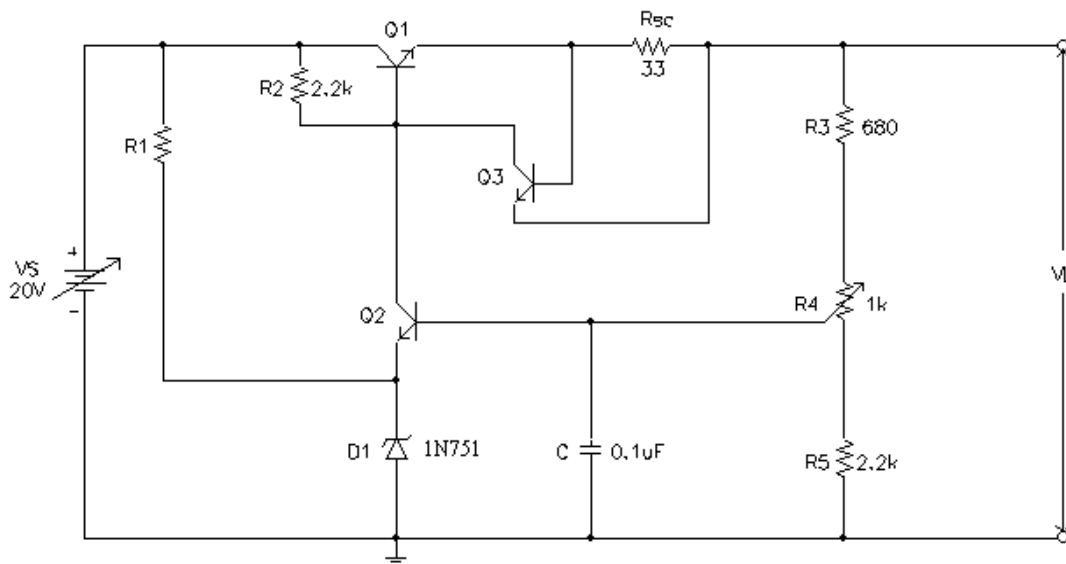 Q1
Rsc
33
R2 2.2k
R1
R3 680
Q3
+
VS
20V
-
Q2
R4 1k
D1 1N751
C 0.1uF
R5 2.2k